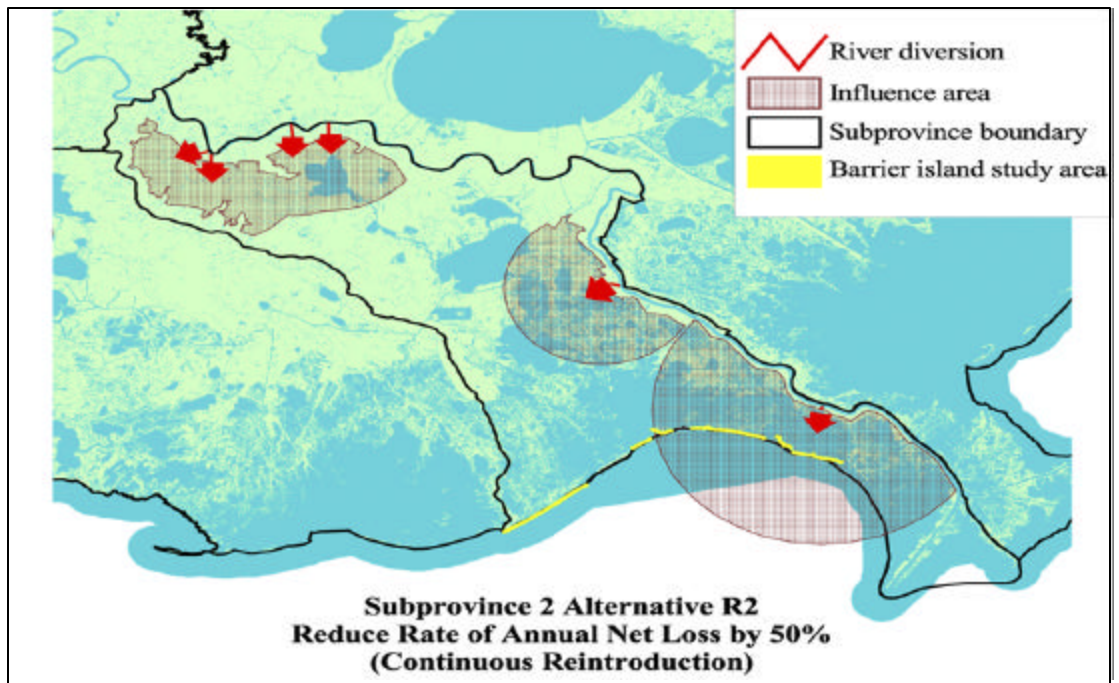 River diversion
Influence area
Subprovince boundary
Barrier island study area
Subprovince 2 Alternative R2
Reduce Rate of Annual Net Loss by 50%
(Continuous Reintroduction)